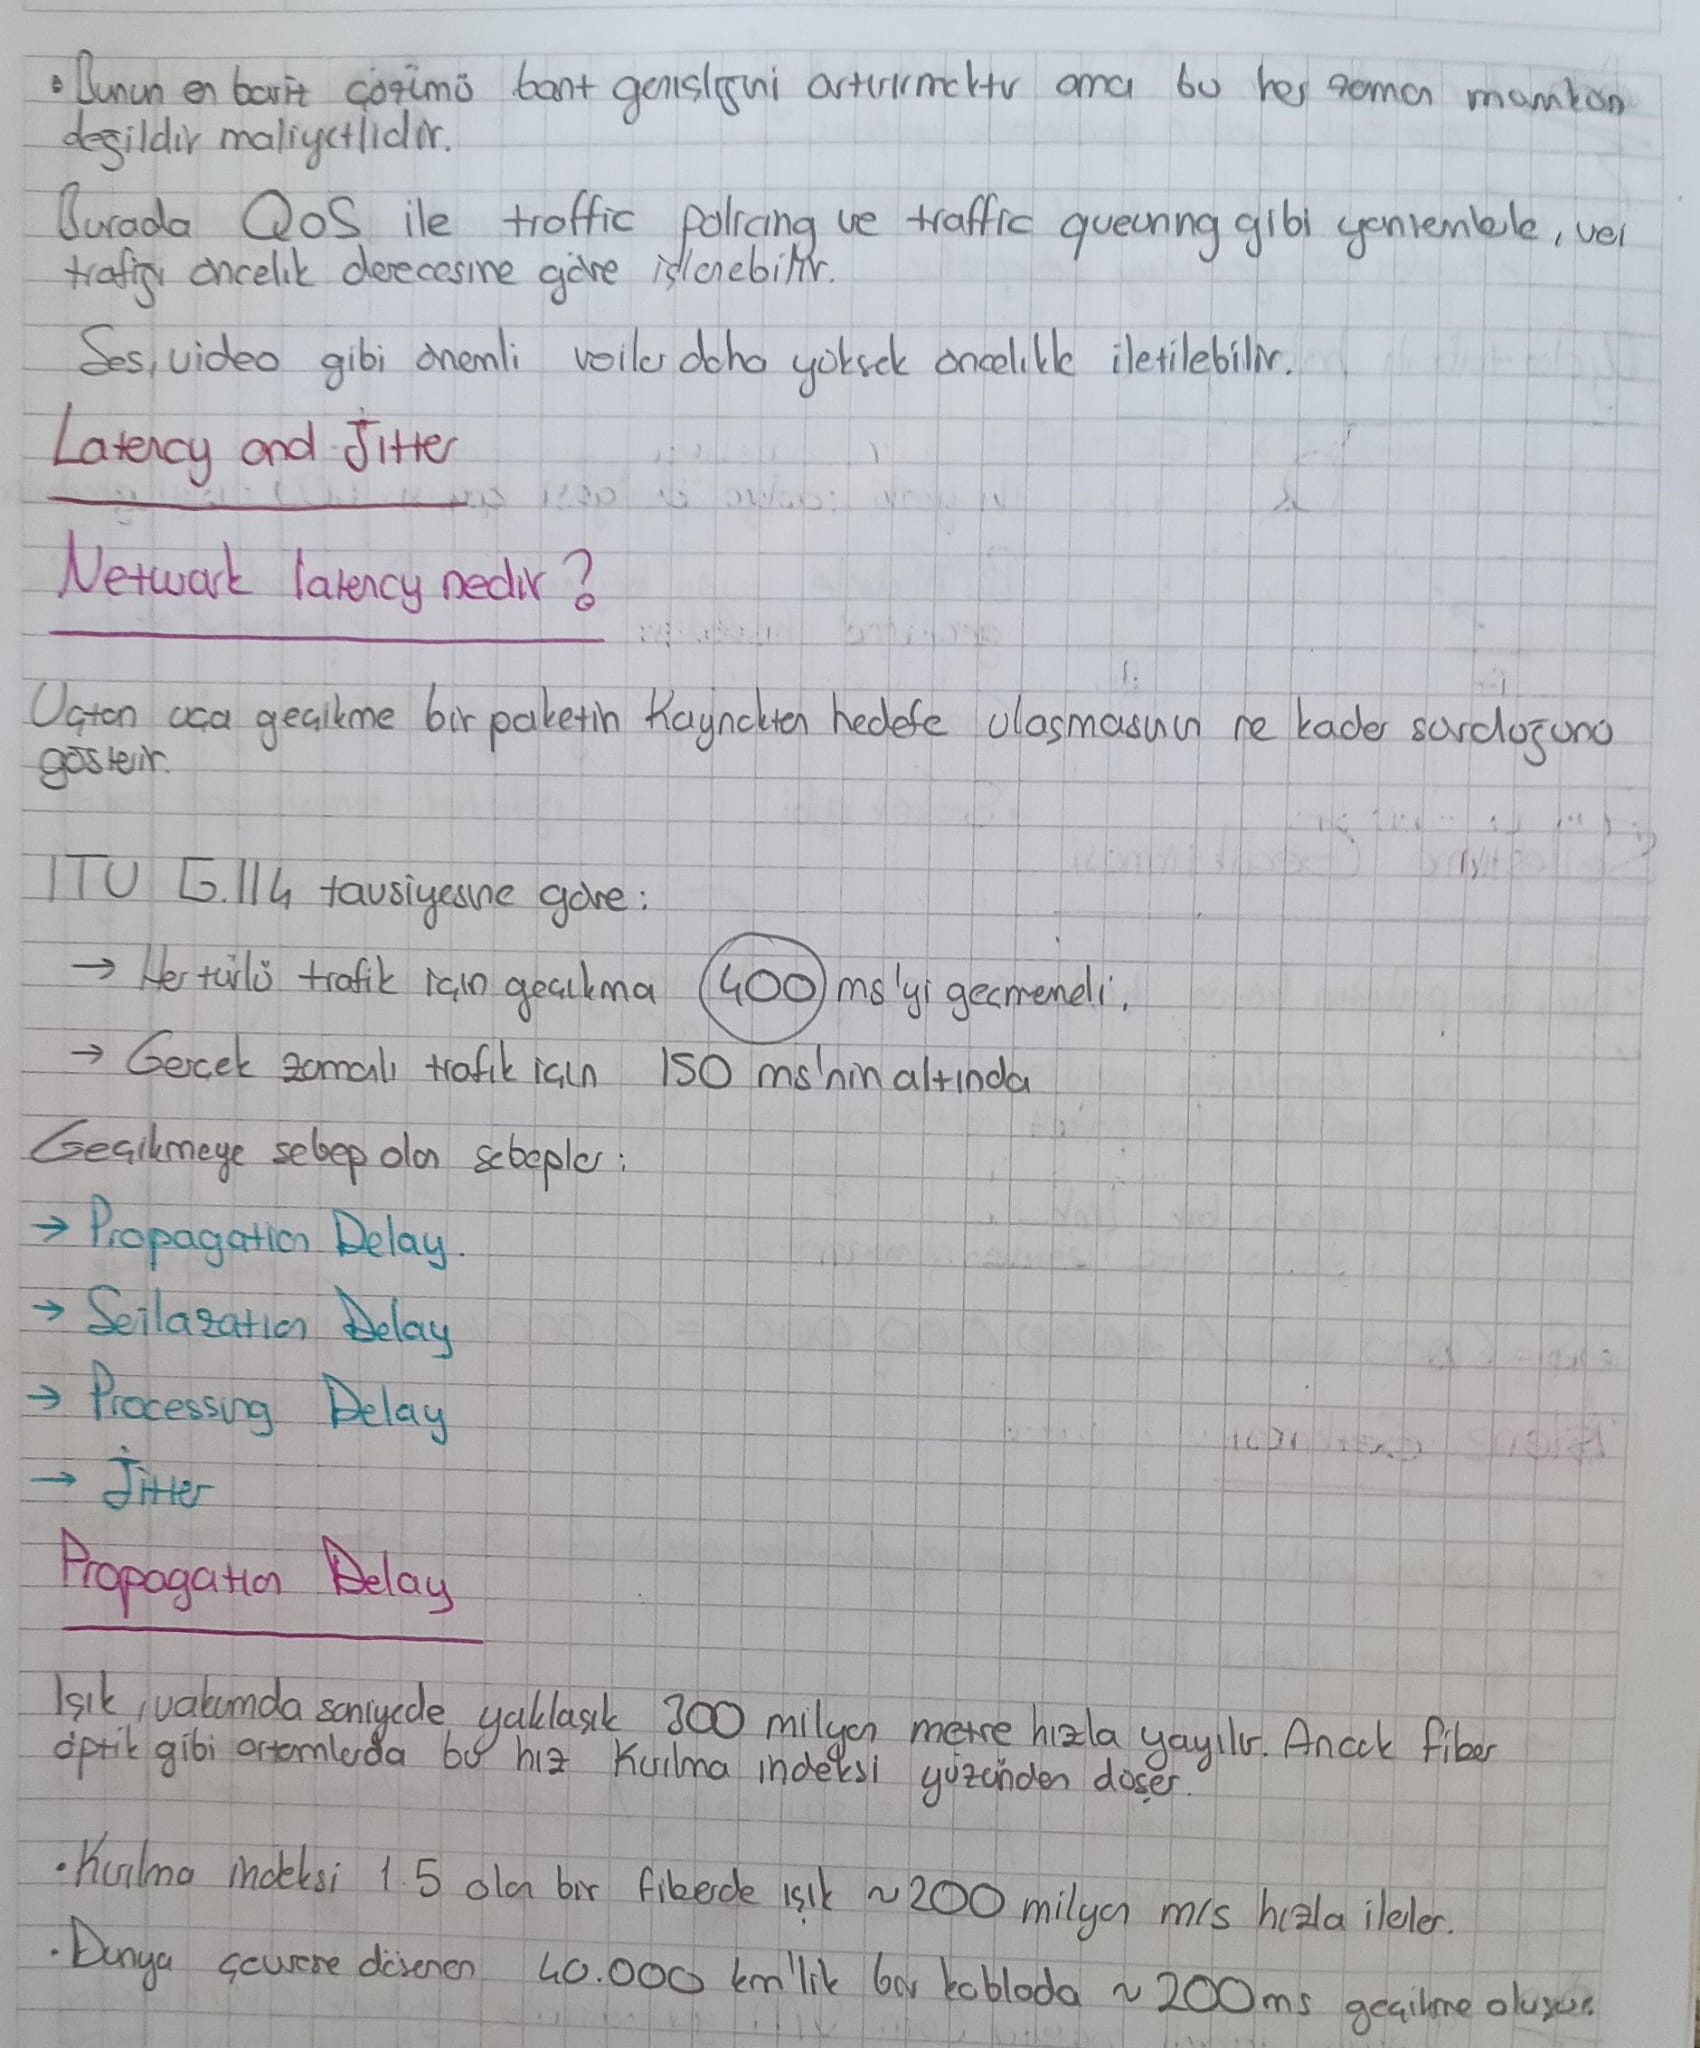 • Bunun en basit çözümü bant genişliğini artırmaktır ama bu her zaman mümkün
değildir maliyetlidir.
Burada QoS ile traffic policing ve traffic queuning gibi yöntemlerle, veri
trafiği öncelik derecesine göre işlenebilir.
Ses, video gibi önemli veriler daha yüksek öncelikle iletilebilir.
Latency and Jitter
Network latency nedir?
Uçtan uca gecikme bir paketin kaynaktan hedefe ulaşmasının ne kadar sürdüğünü
gösterir.
ITU G.114 tavsiyesine göre:
→ Her türlü trafik için gecikma 400 ms'yi geçmemeli.
→ Gerçek zamalı trafik için 150 ms'nin altında
Gecikmeye sebep olan sebepler:
→ Propagation Delay.
→ Serilazation Delay
→ Processing Delay
→ Jitter
Propagation Delay
Işık, vakumda saniyede yaklaşık 300 milyon metre hızla yayılır. Ancak fiber
optik gibi ortamlarda bu hız kırılma indeksi yüzünden düşer.
• Kırılma indeksi 1.5 olan bir fiberde ışık ~200 milyon m/s hızla ilerler.
• Dünya çevresine döşenen 40.000 km'lik bir kabloda ~200ms gecikme oluşur.